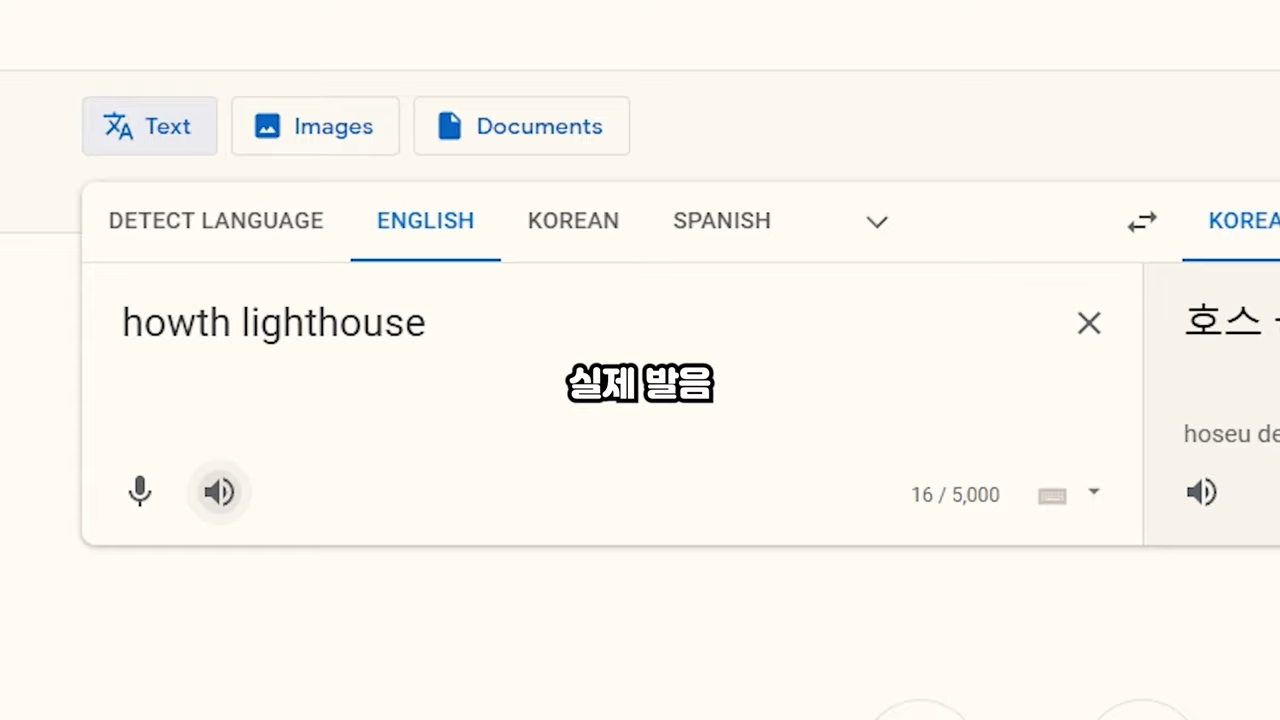 Text Images Documents
DETECT LANGUAGE ENGLISH KOREAN SPANISH KOREA
howth lighthouse
호스
실제 발음
hoseu de
16 / 5,000